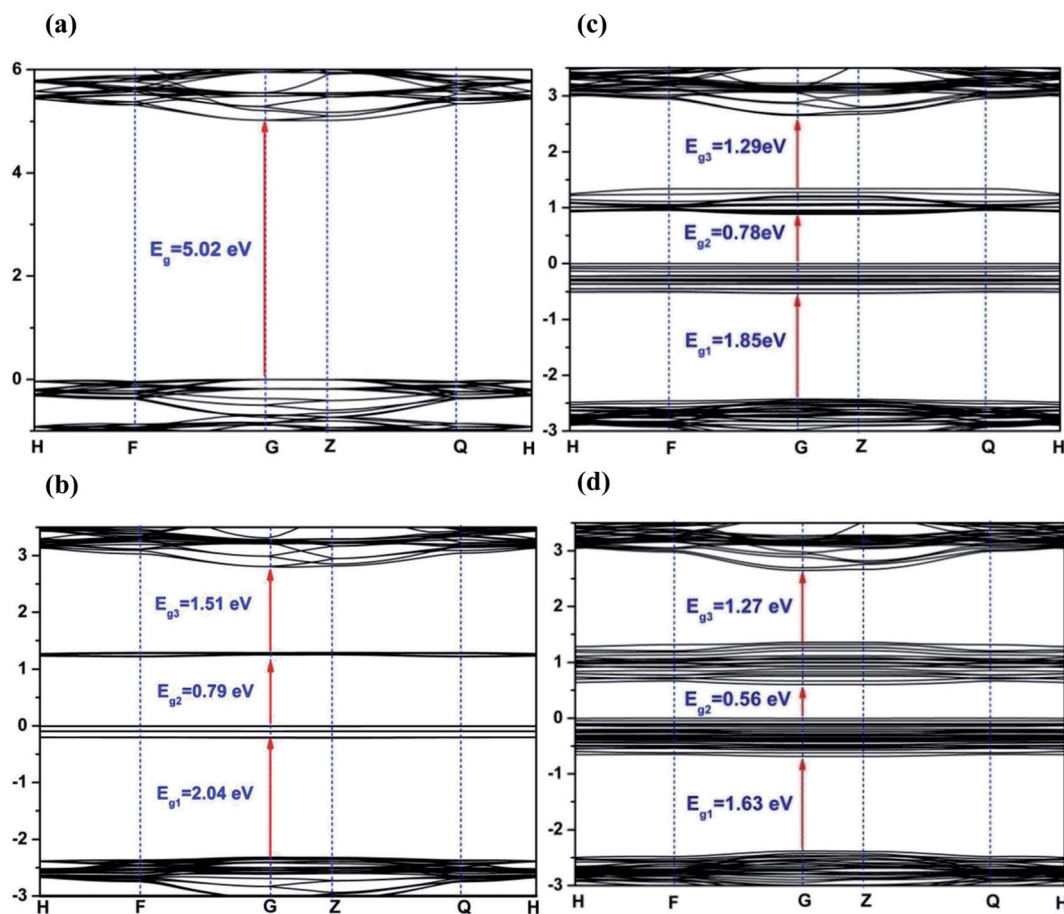 (a)
6
4
2
0
E_g=5.02 eV
H F G Z Q H
(c)
3
2
1
0
-1
-2
-3
E_g3=1.29eV
E_g2=0.78eV
E_g1=1.85eV
H F G Z Q H
(b)
3
2
1
0
-1
-2
-3
E_g3=1.51 eV
E_g2=0.79 eV
E_g1=2.04 eV
H F G Z Q H
(d)
3
2
1
0
-1
-2
-3
E_g3=1.27 eV
E_g2=0.56 eV
E_g1=1.63 eV
H F G Z Q H